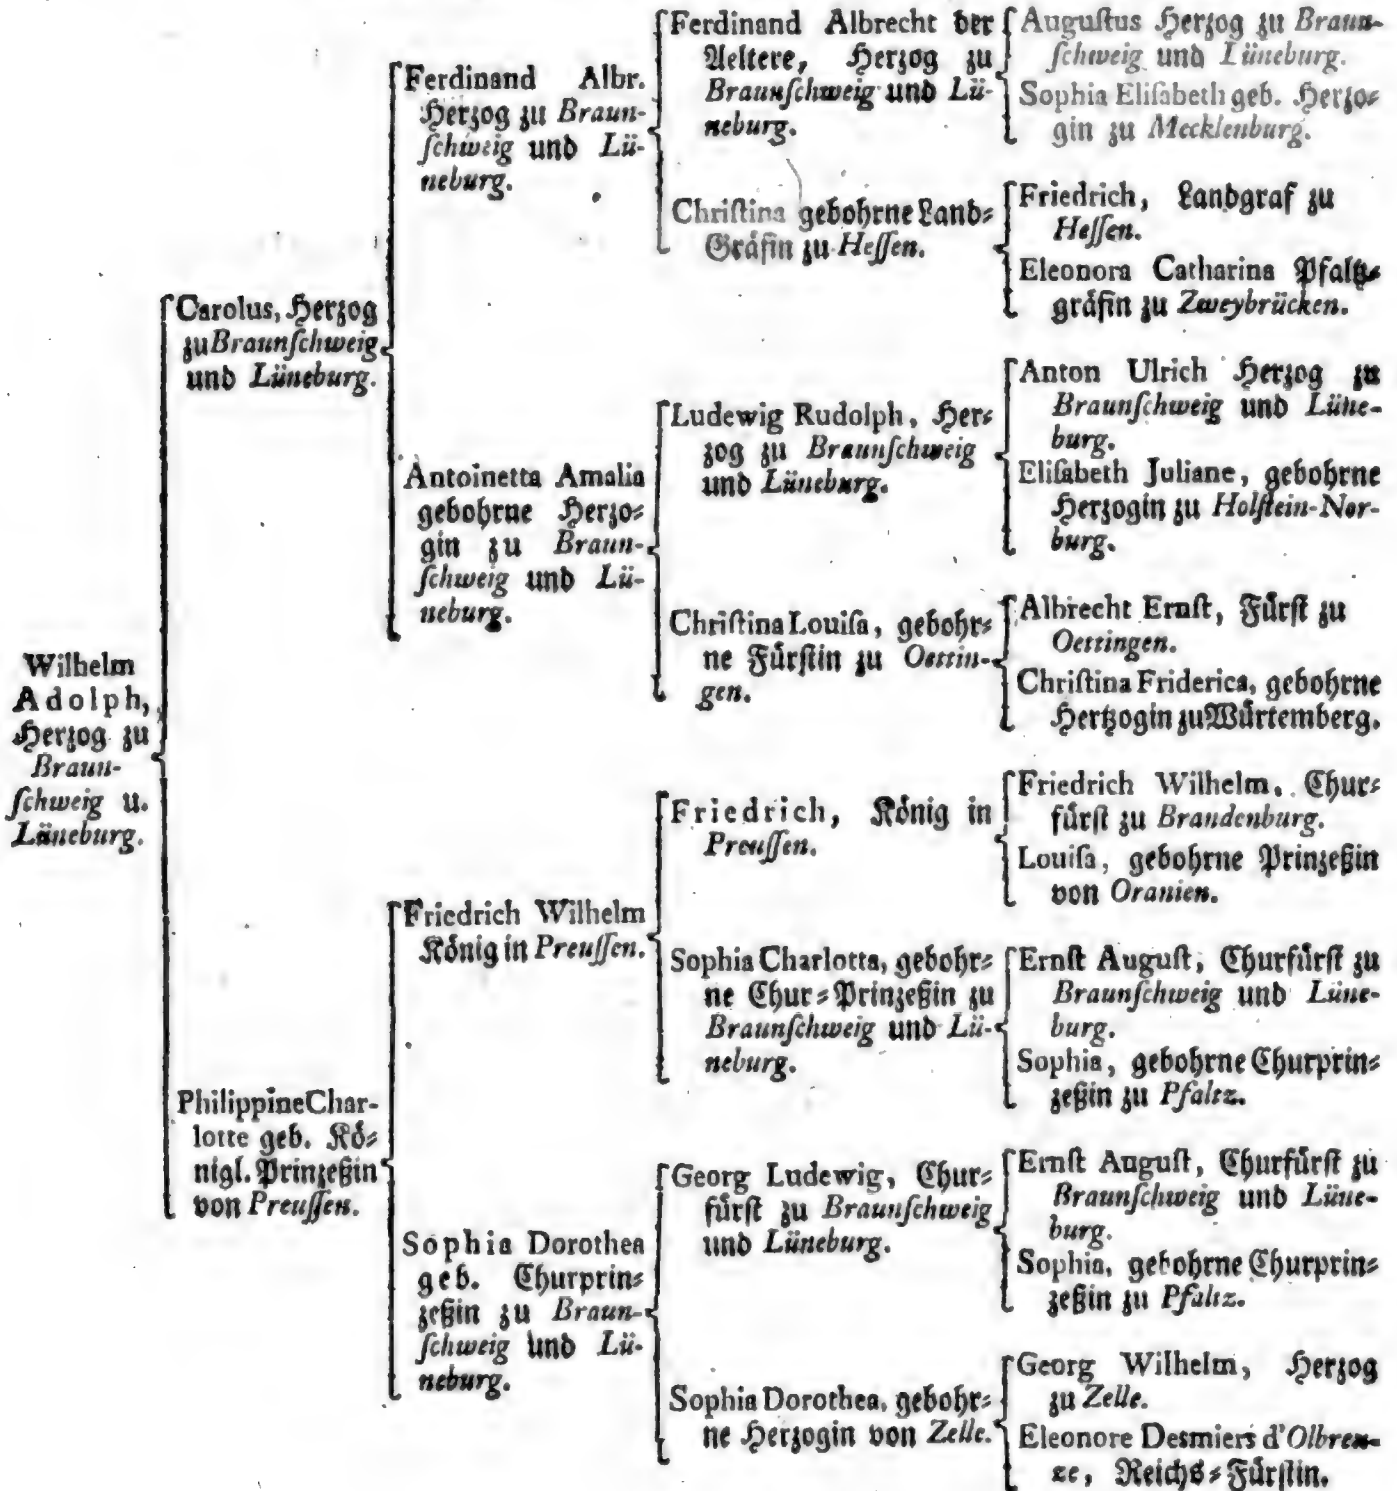 Wilhelm
Adolph,
Herzog zu
Braun-
ſchweig u.
Lüneburg.
Carolus, Herzog
zu Braunſchweig
und Lüneburg.
PhilippineChar-
lotte geb. Kö-
nigl. Prinzeßin
von Preuſſen.
Ferdinand Albr.
Herzog zu Braun-
ſchweig und Lü-
neburg.
Antoinetta Amalia
gebohrne Herzo-
gin zu Braun-
ſchweig und Lü-
neburg.
Friedrich Wilhelm
König in Preuſſen.
Sophia Dorothea
geb. Churprin-
zeßin zu Braun-
ſchweig und Lü-
neburg.
Ferdinand Albrecht der
Aeltere, Herzog zu
Braunſchweig und Lü-
neburg.
Chriſtina gebohrne Land-
Gräfin zu Heſſen.
Ludewig Rudolph, Her-
zog zu Braunſchweig
und Lüneburg.
Chriſtina Louiſa, gebohr-
ne Fürſtin zu Oettin-
gen.
Friedrich, König in
Preuſſen.
Sophia Charlotta, gebohr-
ne Chur-Prinzeßin zu
Braunſchweig und Lü-
neburg.
Georg Ludewig, Chur-
fürſt zu Braunſchweig
und Lüneburg.
Sophia Dorothea, gebohr-
ne Herzogin von Zelle.
Auguſtus Herzog zu Braun-
ſchweig und Lüneburg.
Sophia Eliſabeth geb. Herzo-
gin zu Mecklenburg.
Friedrich, Landgraf zu
Heſſen.
Eleonora Catharina Pfaltz-
gräfin zu Zweybrücken.
Anton Ulrich Herzog zu
Braunſchweig und Lüne-
burg.
Eliſabeth Juliane, gebohrne
Herzogin zu Holſtein-Nor-
burg.
Albrecht Ernſt, Fürſt zu
Oettingen.
Chriſtina Friderica, gebohrne
Hertzogin zu Würtemberg.
Friedrich Wilhelm, Chur-
fürſt zu Brandenburg.
Louiſa, gebohrne Prinzeßin
von Oranien.
Ernſt Auguſt, Churfürſt zu
Braunſchweig und Lüne-
burg.
Sophia, gebohrne Churprin-
zeßin zu Pfaltz.
Ernſt Auguſt, Churfürſt zu
Braunſchweig und Lüne-
burg.
Sophia, gebohrne Churprin-
zeßin zu Pfaltz.
Georg Wilhelm, Herzog
zu Zelle.
Eleonore Desmiers d'Olbreu-
ze, Reichs-Fürſtin.